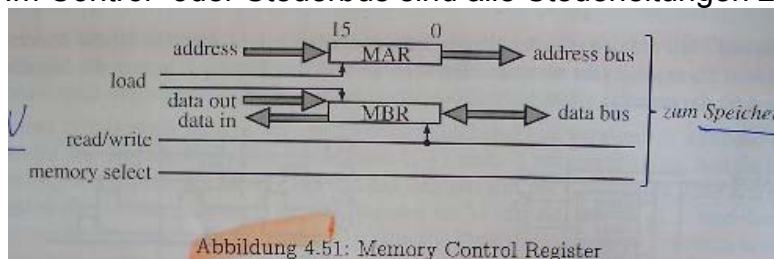 15 0
address MAR address bus
load
data out
data in MBR data bus zum Speicher
read/write
memory select
Abbildung 4.51: Memory Control Register